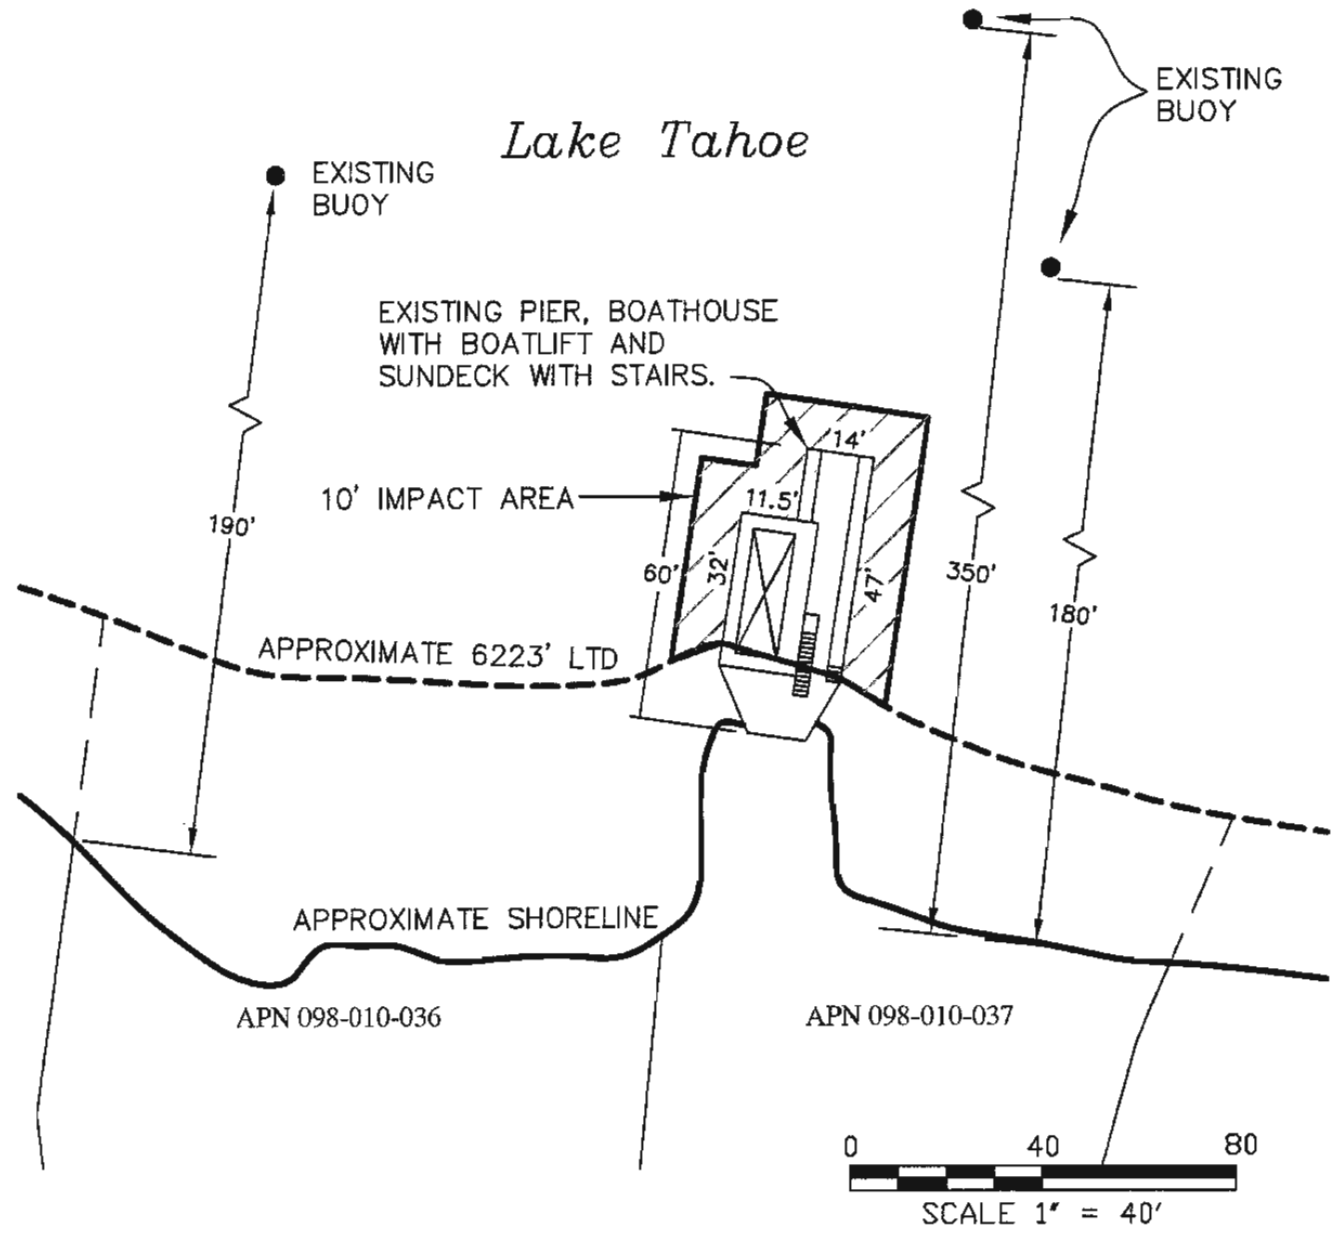 EXISTING
BUOY
Lake Tahoe
EXISTING
BUOY
EXISTING PIER, BOATHOUSE
WITH BOATLIFT AND
SUNDECK WITH STAIRS.
14'
10' IMPACT AREA
11.5'
190'
60'
32'
47'
350'
180'
APPROXIMATE 6223' LTD
APPROXIMATE SHORELINE
APN 098-010-036
APN 098-010-037
0 40 80
SCALE 1" = 40'